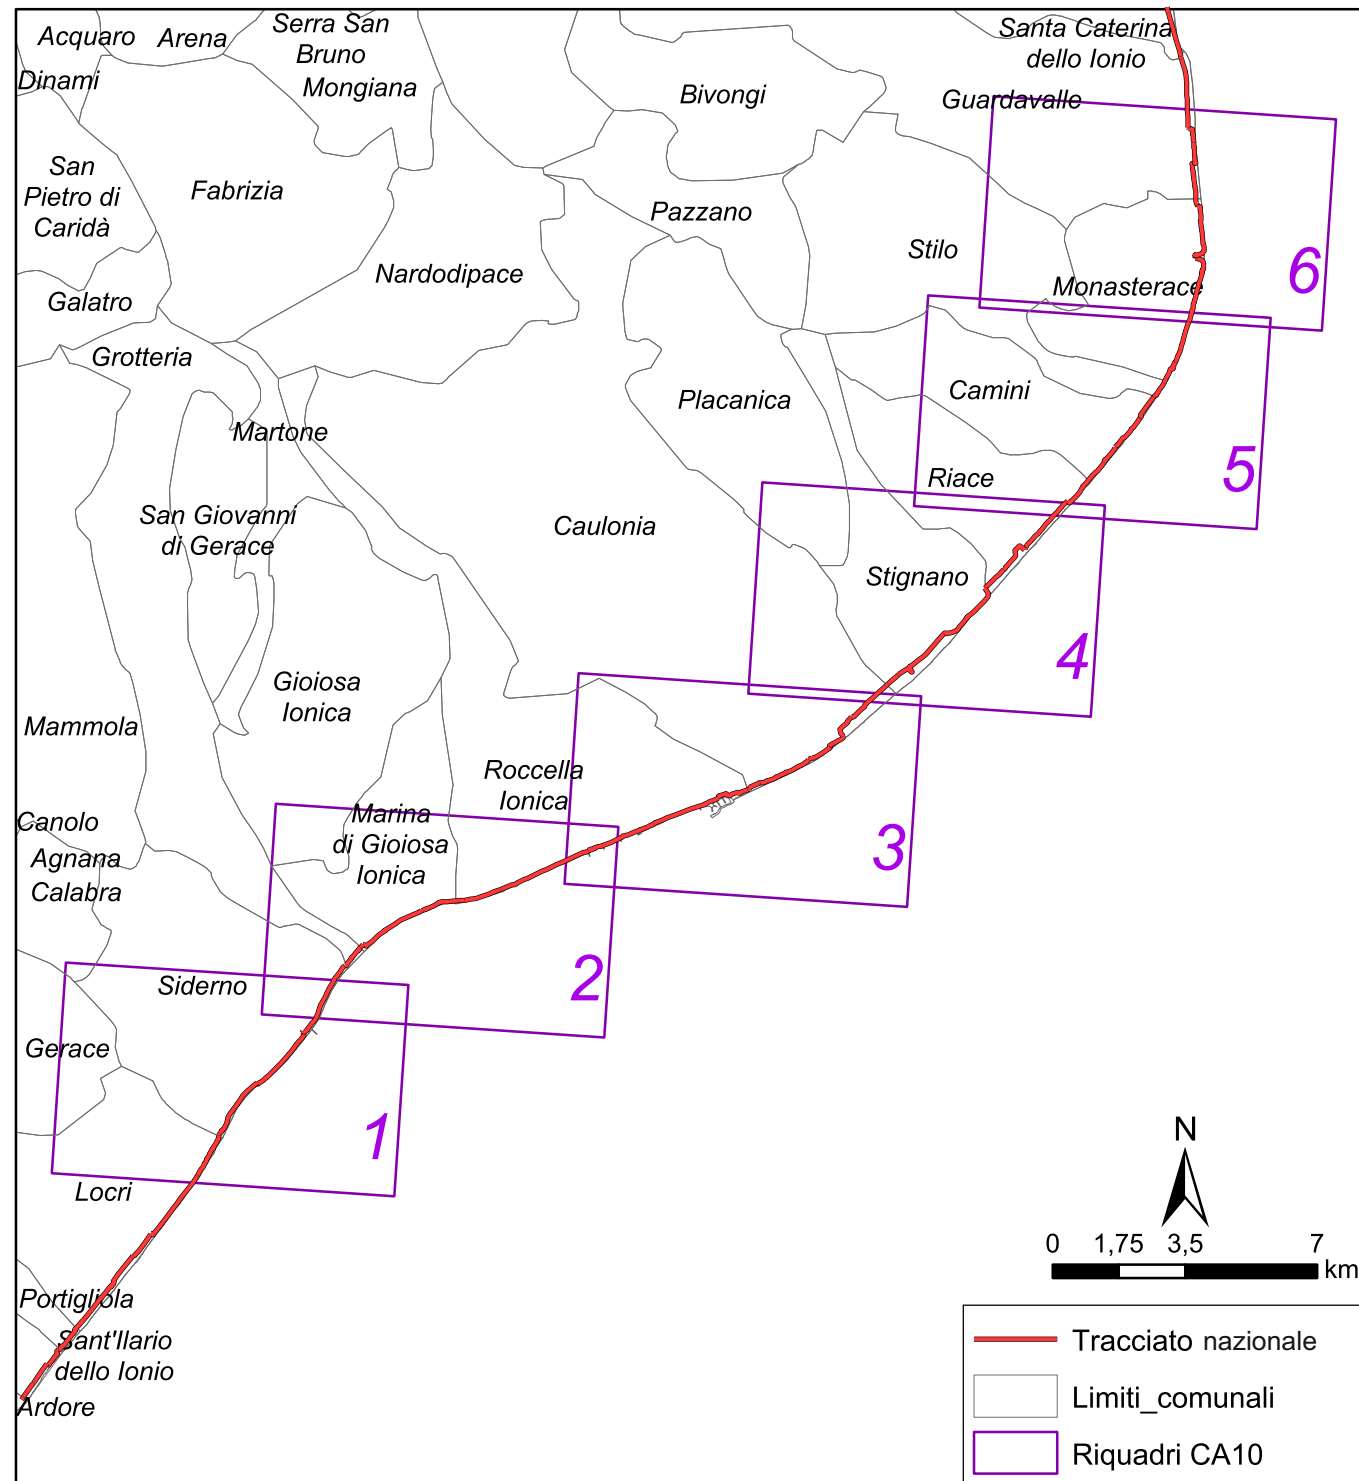 Acquaro
Arena
Serra San
Bruno
Santa Caterina
dello Ionio
Dinami
Mongiana
Bivongi
Guardavalle
San
Pietro di
Caridà
Fabrizia
Pazzano
Stilo
Nardodipace
Monasterace
6
Galatro
Grotteria
Placanica
Camini
Martone
Riace
5
San Giovanni
di Gerace
Caulonia
Stignano
4
Gioiosa
Ionica
Mammola
Roccella
Ionica
Marina
di Gioiosa
Ionica
3
Canolo
Agnana
Calabra
2
Siderno
Gerace
1
Locri
N
0 1,75 3,5 7
km
Portigliola
Sant'Ilario
dello Ionio
Ardore
Tracciato nazionale
Limiti_comunali
Riquadri CA10